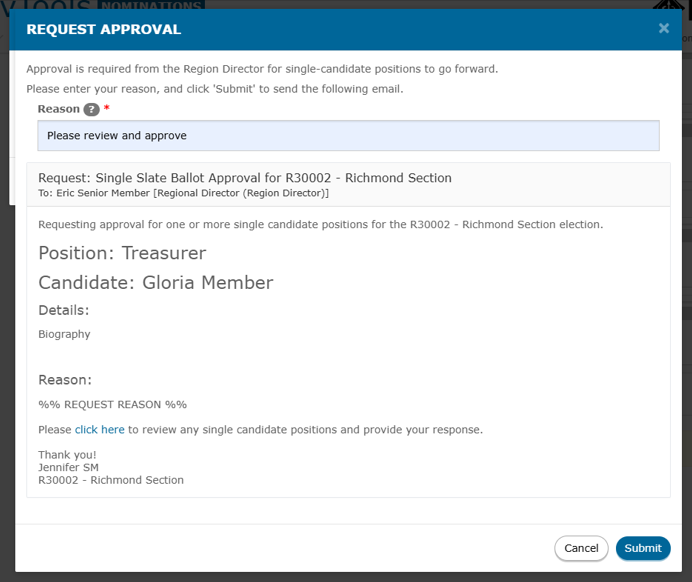 vTools NOMINATIONS
REQUEST APPROVAL ×
Approval is required from the Region Director for single-candidate positions to go forward.
Please enter your reason, and click 'Submit' to send the following email.
Reason ? *
Please review and approve
Request: Single Slate Ballot Approval for R30002 - Richmond Section
To: Eric Senior Member [Regional Director (Region Director)]
Requesting approval for one or more single candidate positions for the R30002 - Richmond Section election.
Position: Treasurer
Candidate: Gloria Member
Details:
Biography
Reason:
%% REQUEST REASON %%
Please click here to review any single candidate positions and provide your response.
Thank you!
Jennifer SM
R30002 - Richmond Section
Cancel Submit